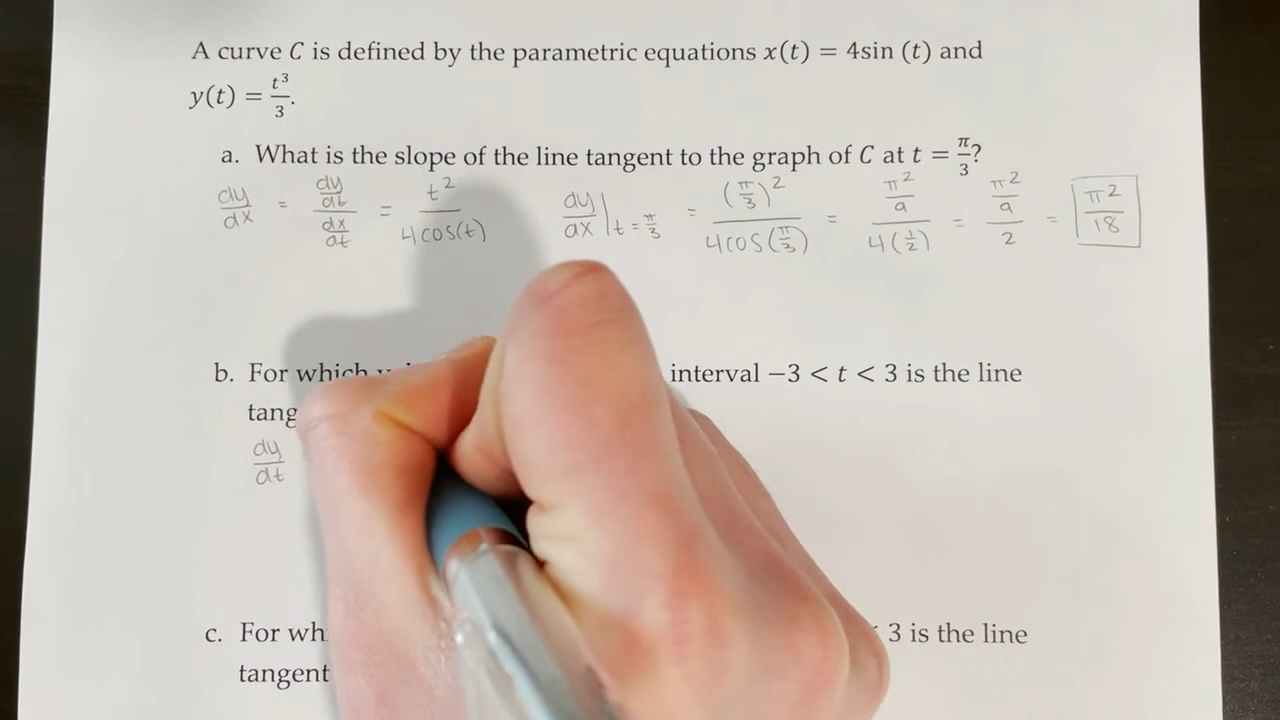 A curve C is defined by the parametric equations x(t) = 4sin (t) and
y(t) = t³/3.
a. What is the slope of the line tangent to the graph of C at t = π/3?
dy/dx = (dy/dt)/(dx/dt) = t²/(4cos(t)) dy/dx|t=π/3 = (π/3)²/(4cos(π/3)) = (π²/9)/(4(1/2)) = (π²/9)/2 = π²/18
b. For which interval −3 < t < 3 is the line
dy/dt
c. For 3 is the line
tangent